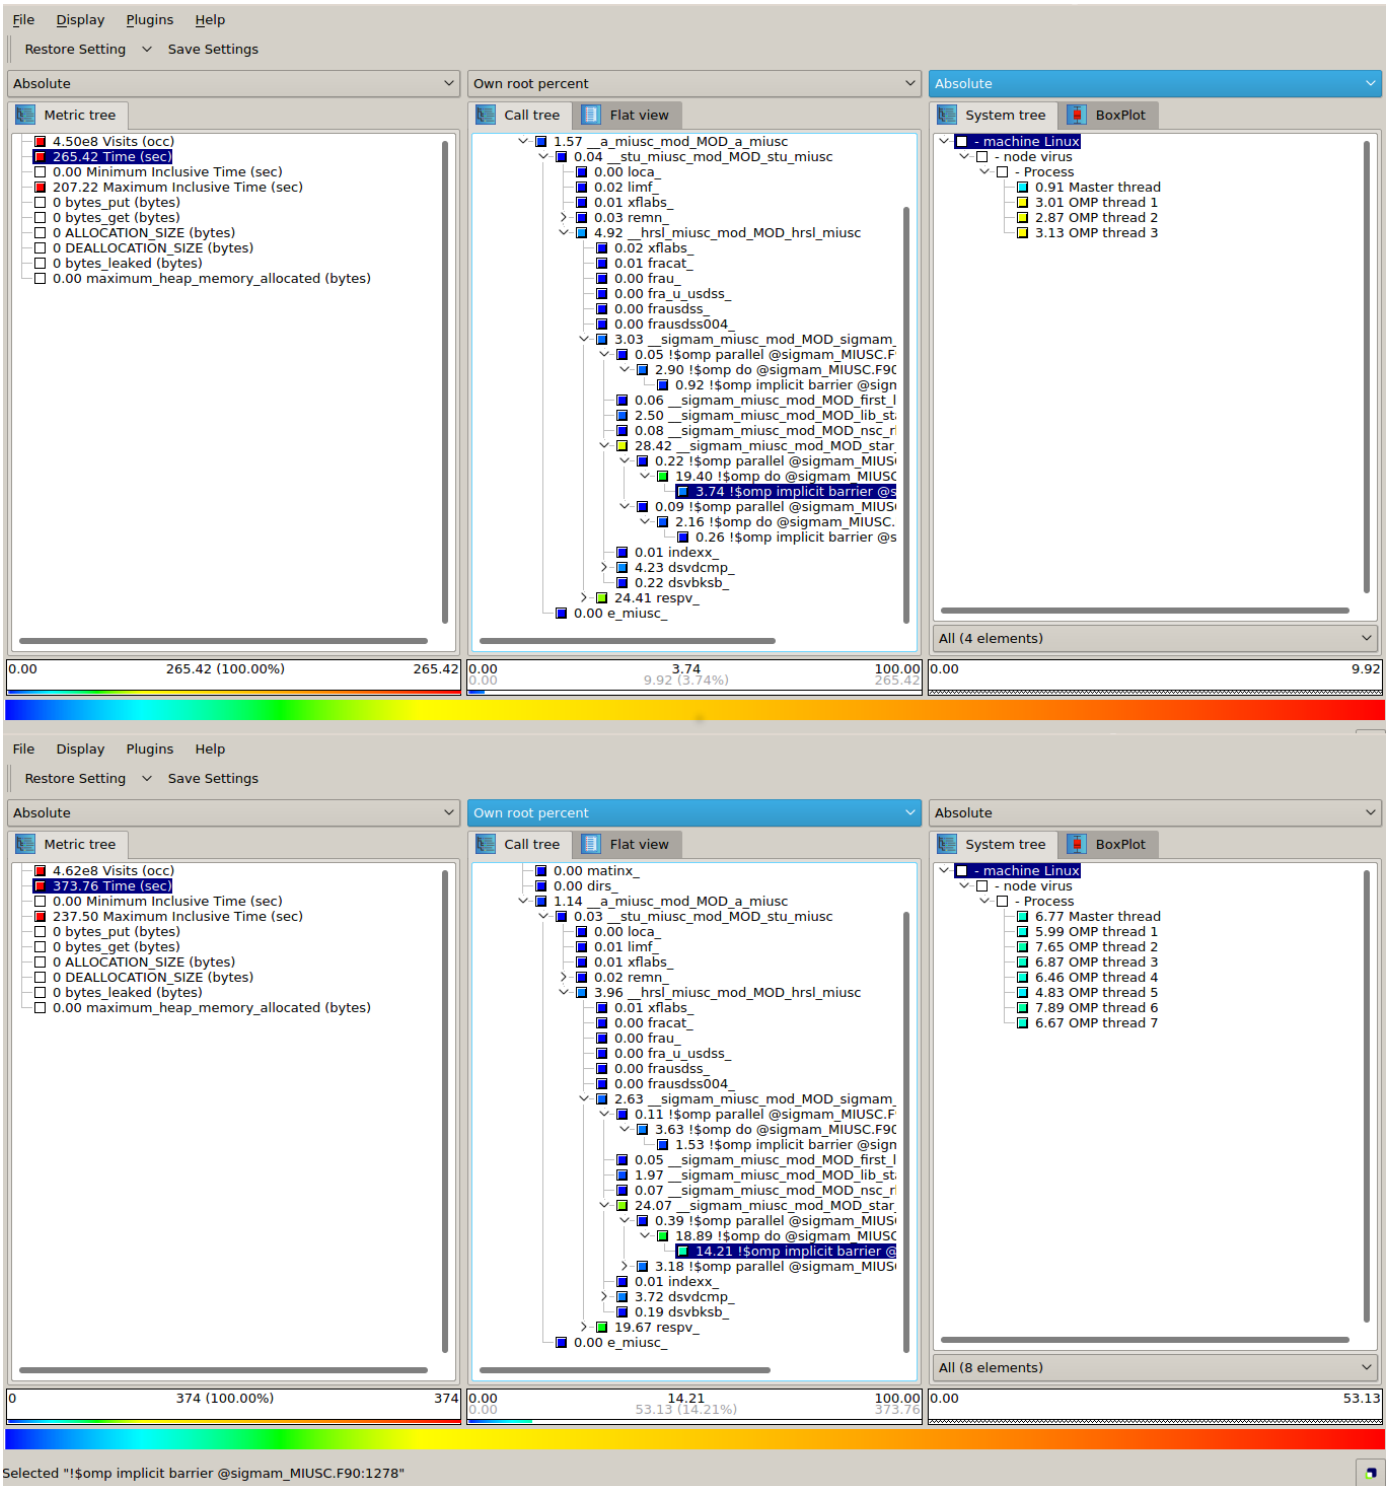 File Display Plugins Help
Restore Setting Save Settings
Absolute
Metric tree
4.50e8 Visits (occ)
265.42 Time (sec)
0.00 Minimum Inclusive Time (sec)
207.22 Maximum Inclusive Time (sec)
0 bytes_put (bytes)
0 bytes_get (bytes)
0 ALLOCATION_SIZE (bytes)
0 DEALLOCATION_SIZE (bytes)
0 bytes_leaked (bytes)
0.00 maximum_heap_memory_allocated (bytes)
0.00 265.42 (100.00%) 265.42
Own root percent
Call tree Flat view
1.57 __a_miusc_mod_MOD_a_miusc
0.04 __stu_miusc_mod_MOD_stu_miusc
0.00 loca_
0.02 limf_
0.01 xflabs_
0.03 remn_
4.92 __hrsl_miusc_mod_MOD_hrsl_miusc
0.02 xflabs_
0.01 fracat_
0.00 frau_
0.00 fra_u_usdss_
0.00 frausdss_
0.00 frausdss004_
3.03 __sigmam_miusc_mod_MOD_sigmam_
0.05 !$omp parallel @sigmam_MIUSC.F
2.90 !$omp do @sigmam_MIUSC.F90
0.92 !$omp implicit barrier @sign
0.06 __sigmam_miusc_mod_MOD_first_l
2.50 __sigmam_miusc_mod_MOD_lib_sta
0.08 __sigmam_miusc_mod_MOD_nsc_rl
28.42 __sigmam_miusc_mod_MOD_star_
0.22 !$omp parallel @sigmam_MIUSC
19.40 !$omp do @sigmam_MIUSC
3.74 !$omp implicit barrier @s
0.09 !$omp parallel @sigmam_MIUSC
2.16 !$omp do @sigmam_MIUSC.
0.26 !$omp implicit barrier @s
0.01 indexx_
4.23 dsvdcmp_
0.22 dsvbksb_
24.41 respv_
0.00 e_miusc_
0.00 3.74 100.00
0.00 9.92 (3.74%) 265.42
Absolute
System tree BoxPlot
- machine Linux
- node virus
- Process
0.91 Master thread
3.01 OMP thread 1
2.87 OMP thread 2
3.13 OMP thread 3
All (4 elements)
0.00 9.92
File Display Plugins Help
Restore Setting Save Settings
Absolute
Metric tree
4.62e8 Visits (occ)
373.76 Time (sec)
0.00 Minimum Inclusive Time (sec)
237.50 Maximum Inclusive Time (sec)
0 bytes_put (bytes)
0 bytes_get (bytes)
0 ALLOCATION_SIZE (bytes)
0 DEALLOCATION_SIZE (bytes)
0 bytes_leaked (bytes)
0.00 maximum_heap_memory_allocated (bytes)
0 374 (100.00%) 374
Own root percent
Call tree Flat view
0.00 matinx_
0.00 dirs_
1.14 __a_miusc_mod_MOD_a_miusc
0.03 __stu_miusc_mod_MOD_stu_miusc
0.00 loca_
0.01 limf_
0.01 xflabs_
0.02 remn_
3.96 __hrsl_miusc_mod_MOD_hrsl_miusc
0.01 xflabs_
0.00 fracat_
0.00 frau_
0.00 fra_u_usdss_
0.00 frausdss_
0.00 frausdss004_
2.63 __sigmam_miusc_mod_MOD_sigmam_
0.11 !$omp parallel @sigmam_MIUSC.F
3.63 !$omp do @sigmam_MIUSC.F90
1.53 !$omp implicit barrier @sign
0.05 __sigmam_miusc_mod_MOD_first_l
1.97 __sigmam_miusc_mod_MOD_lib_sta
0.07 __sigmam_miusc_mod_MOD_nsc_rl
24.07 __sigmam_miusc_mod_MOD_star_
0.39 !$omp parallel @sigmam_MIUSC
18.89 !$omp do @sigmam_MIUSC
14.21 !$omp implicit barrier @
3.18 !$omp parallel @sigmam_MIUSC
0.01 indexx_
3.72 dsvdcmp_
0.19 dsvbksb_
19.67 respv_
0.00 e_miusc_
0.00 14.21 100.00
0.00 53.13 (14.21%) 373.76
Absolute
System tree BoxPlot
- machine Linux
- node virus
- Process
6.77 Master thread
5.99 OMP thread 1
7.65 OMP thread 2
6.87 OMP thread 3
6.46 OMP thread 4
4.83 OMP thread 5
7.89 OMP thread 6
6.67 OMP thread 7
All (8 elements)
0.00 53.13
Selected "!$omp implicit barrier @sigmam_MIUSC.F90:1278"